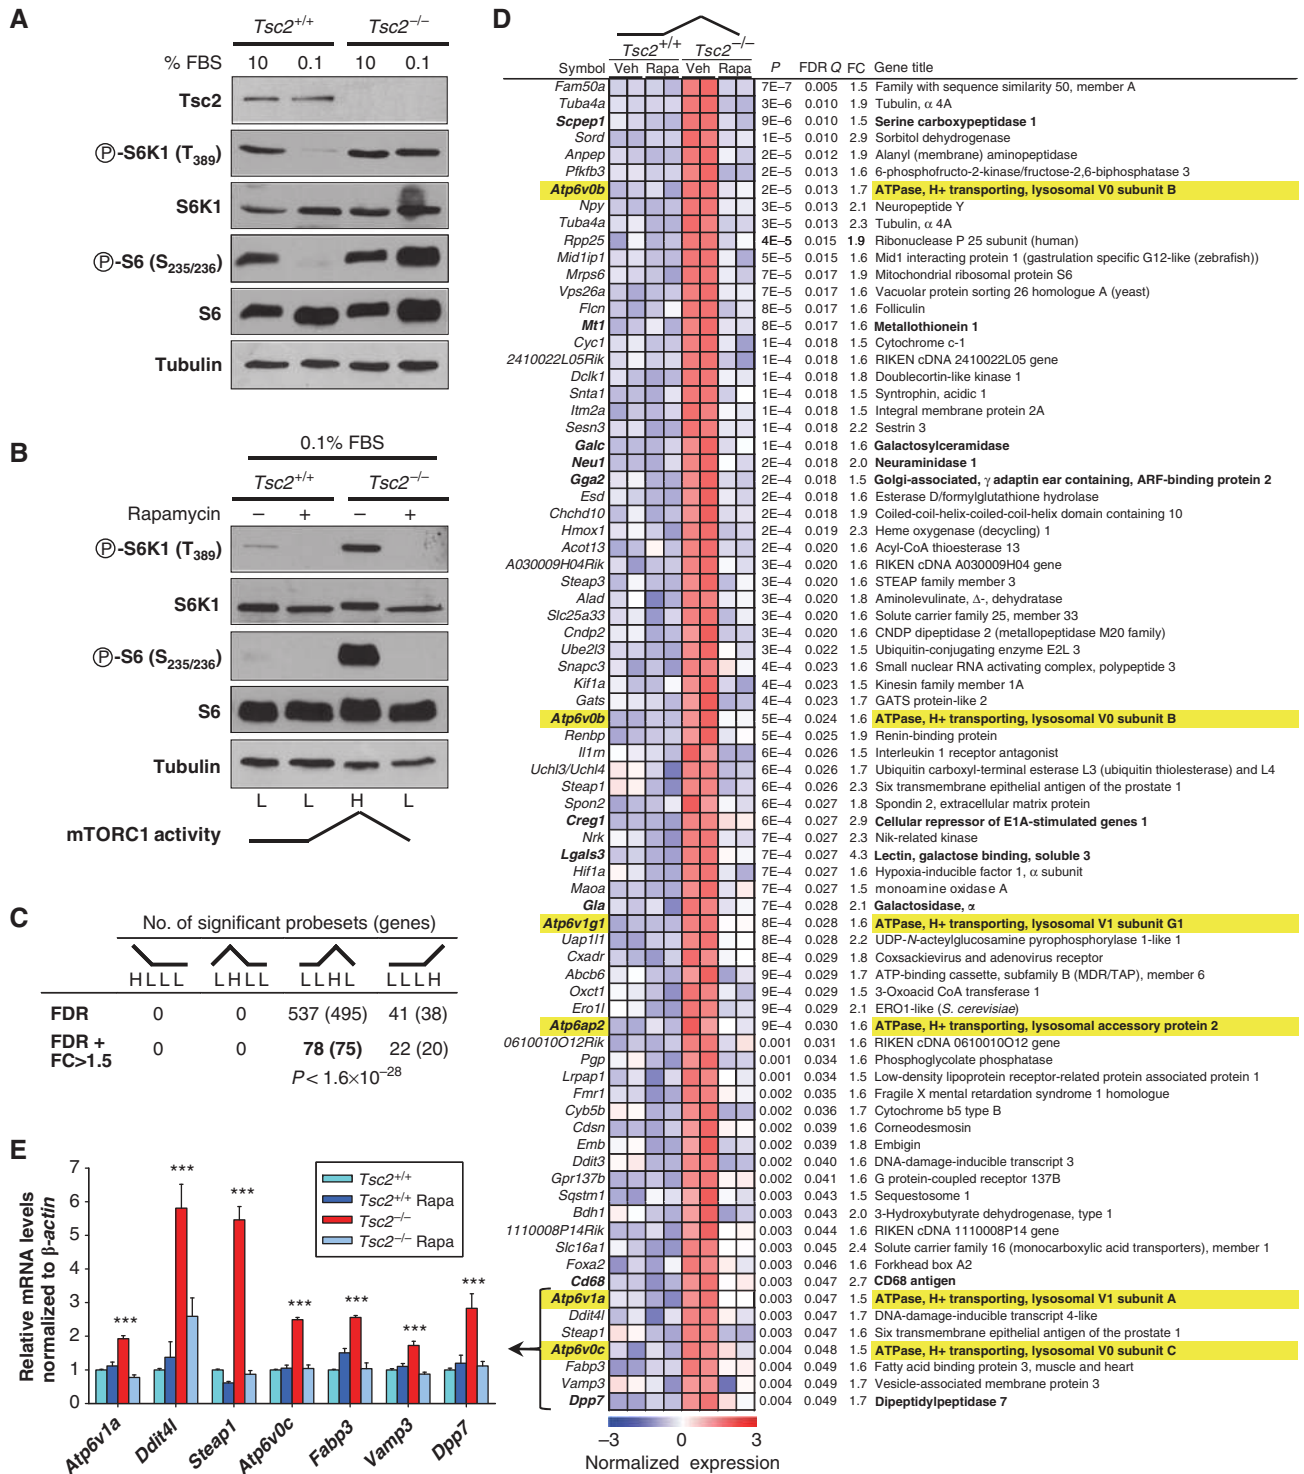 A
Tsc2+/+ Tsc2−/−
% FBS 10 0.1 10 0.1
Tsc2
Ⓟ-S6K1 (T389)
S6K1
Ⓟ-S6 (S235/236)
S6
Tubulin
B
0.1% FBS
Tsc2+/+ Tsc2−/−
Rapamycin − + − +
Ⓟ-S6K1 (T389)
S6K1
Ⓟ-S6 (S235/236)
S6
Tubulin
L L H L
mTORC1 activity
C
No. of significant probesets (genes)
HLLL LHLL LLHL LLLH
FDR 0 0 537 (495) 41 (38)
FDR + FC>1.5 0 0 78 (75) 22 (20)
P < 1.6×10−28
E
Relative mRNA levels
normalized to β-actin
7
6
5
4
3
2
1
0
*** *** *** *** *** *** ***
Tsc2+/+
Tsc2+/+ Rapa
Tsc2−/−
Tsc2−/− Rapa
Atp6v1a Ddit4l Steap1 Atp6v0c Fabp3 Vamp3 Dpp7
D
Tsc2+/+ Tsc2−/−
Symbol Veh Rapa Veh Rapa P FDR Q FC Gene title
Fam50a 7E–7 0.005 1.5 Family with sequence similarity 50, member A
Tuba4a 3E–6 0.010 1.9 Tubulin, α 4A
Scpep1 9E–6 0.010 1.5 Serine carboxypeptidase 1
Sord 1E–5 0.010 2.9 Sorbitol dehydrogenase
Anpep 2E–5 0.012 1.9 Alanyl (membrane) aminopeptidase
Pfkfb3 2E–5 0.013 1.6 6-phosphofructo-2-kinase/fructose-2,6-biphosphatase 3
Atp6v0b 2E–5 0.013 1.7 ATPase, H+ transporting, lysosomal V0 subunit B
Npy 3E–5 0.013 2.1 Neuropeptide Y
Tuba4a 3E–5 0.013 2.3 Tubulin, α 4A
Rpp25 4E–5 0.015 1.9 Ribonuclease P 25 subunit (human)
Mid1ip1 5E–5 0.015 1.6 Mid1 interacting protein 1 (gastrulation specific G12-like (zebrafish))
Mrps6 7E–5 0.017 1.9 Mitochondrial ribosomal protein S6
Vps26a 7E–5 0.017 1.6 Vacuolar protein sorting 26 homologue A (yeast)
Flcn 8E–5 0.017 1.6 Folliculin
Mt1 8E–5 0.017 1.6 Metallothionein 1
Cyc1 1E–4 0.018 1.5 Cytochrome c-1
2410022L05Rik 1E–4 0.018 1.6 RIKEN cDNA 2410022L05 gene
Dclk1 1E–4 0.018 1.8 Doublecortin-like kinase 1
Snta1 1E–4 0.018 1.5 Syntrophin, acidic 1
Itm2a 1E–4 0.018 1.5 Integral membrane protein 2A
Sesn3 1E–4 0.018 2.2 Sestrin 3
Galc 1E–4 0.018 1.6 Galactosylceramidase
Neu1 2E–4 0.018 2.0 Neuraminidase 1
Gga2 2E–4 0.018 1.5 Golgi-associated, γ adaptin ear containing, ARF-binding protein 2
Esd 2E–4 0.018 1.6 Esterase D/formylglutathione hydrolase
Chchd10 2E–4 0.018 1.9 Coiled-coil-helix-coiled-coil-helix domain containing 10
Hmox1 2E–4 0.019 2.3 Heme oxygenase (decycling) 1
Acot13 2E–4 0.020 1.6 Acyl-CoA thioesterase 13
A030009H04Rik 3E–4 0.020 1.6 RIKEN cDNA A030009H04 gene
Steap3 3E–4 0.020 1.6 STEAP family member 3
Alad 3E–4 0.020 1.8 Aminolevulinate, Δ-, dehydratase
Slc25a33 3E–4 0.020 1.6 Solute carrier family 25, member 33
Cndp2 3E–4 0.020 1.6 CNDP dipeptidase 2 (metallopeptidase M20 family)
Ube2l3 3E–4 0.022 1.5 Ubiquitin-conjugating enzyme E2L 3
Snapc3 4E–4 0.023 1.6 Small nuclear RNA activating complex, polypeptide 3
Kif1a 4E–4 0.023 1.5 Kinesin family member 1A
Gats 4E–4 0.023 1.7 GATS protein-like 2
Atp6v0b 5E–4 0.024 1.6 ATPase, H+ transporting, lysosomal V0 subunit B
Renbp 5E–4 0.025 1.9 Renin-binding protein
Il1rn 6E–4 0.026 1.5 Interleukin 1 receptor antagonist
Uchl3/Uchl4 6E–4 0.026 1.7 Ubiquitin carboxyl-terminal esterase L3 (ubiquitin thiolesterase) and L4
Steap1 6E–4 0.026 2.3 Six transmembrane epithelial antigen of the prostate 1
Spon2 6E–4 0.027 1.8 Spondin 2, extracellular matrix protein
Creg1 6E–4 0.027 2.9 Cellular repressor of E1A-stimulated genes 1
Nrk 7E–4 0.027 2.3 Nik-related kinase
Lgals3 7E–4 0.027 4.3 Lectin, galactose binding, soluble 3
Hif1a 7E–4 0.027 1.6 Hypoxia-inducible factor 1, α subunit
Maoa 7E–4 0.027 1.5 monoamine oxidase A
Gla 7E–4 0.028 2.1 Galactosidase, α
Atp6v1g1 8E–4 0.028 1.6 ATPase, H+ transporting, lysosomal V1 subunit G1
Uap1l1 8E–4 0.028 2.2 UDP-N-acteylglucosamine pyrophosphorylase 1-like 1
Cxadr 8E–4 0.029 1.8 Coxsackievirus and adenovirus receptor
Abcb6 9E–4 0.029 1.7 ATP-binding cassette, subfamily B (MDR/TAP), member 6
Oxct1 9E–4 0.029 1.5 3-Oxoacid CoA transferase 1
Ero1l 9E–4 0.029 2.1 ERO1-like (S. cerevisiae)
Atp6ap2 9E–4 0.030 1.6 ATPase, H+ transporting, lysosomal accessory protein 2
0610010O12Rik 0.001 0.031 1.6 RIKEN cDNA 0610010O12 gene
Pgp 0.001 0.034 1.6 Phosphoglycolate phosphatase
Lrpap1 0.001 0.034 1.5 Low-density lipoprotein receptor-related protein associated protein 1
Fmr1 0.002 0.035 1.6 Fragile X mental retardation syndrome 1 homologue
Cyb5b 0.002 0.036 1.7 Cytochrome b5 type B
Cdsn 0.002 0.039 1.6 Corneodesmosin
Emb 0.002 0.039 1.8 Embigin
Ddit3 0.002 0.040 1.6 DNA-damage-inducible transcript 3
Gpr137b 0.002 0.041 1.6 G protein-coupled receptor 137B
Sqstm1 0.003 0.043 1.5 Sequestosome 1
Bdh1 0.003 0.043 2.0 3-Hydroxybutyrate dehydrogenase, type 1
1110008P14Rik 0.003 0.044 1.6 RIKEN cDNA 1110008P14 gene
Slc16a1 0.003 0.045 2.4 Solute carrier family 16 (monocarboxylic acid transporters), member 1
Foxa2 0.003 0.046 1.6 Forkhead box A2
Cd68 0.003 0.047 2.7 CD68 antigen
Atp6v1a 0.003 0.047 1.5 ATPase, H+ transporting, lysosomal V1 subunit A
Ddit4l 0.003 0.047 1.7 DNA-damage-inducible transcript 4-like
Steap1 0.003 0.047 1.6 Six transmembrane epithelial antigen of the prostate 1
Atp6v0c 0.004 0.048 1.5 ATPase, H+ transporting, lysosomal V0 subunit C
Fabp3 0.004 0.049 1.6 Fatty acid binding protein 3, muscle and heart
Vamp3 0.004 0.049 1.7 Vesicle-associated membrane protein 3
Dpp7 0.004 0.049 1.7 Dipeptidylpeptidase 7
−3 0 3
Normalized expression